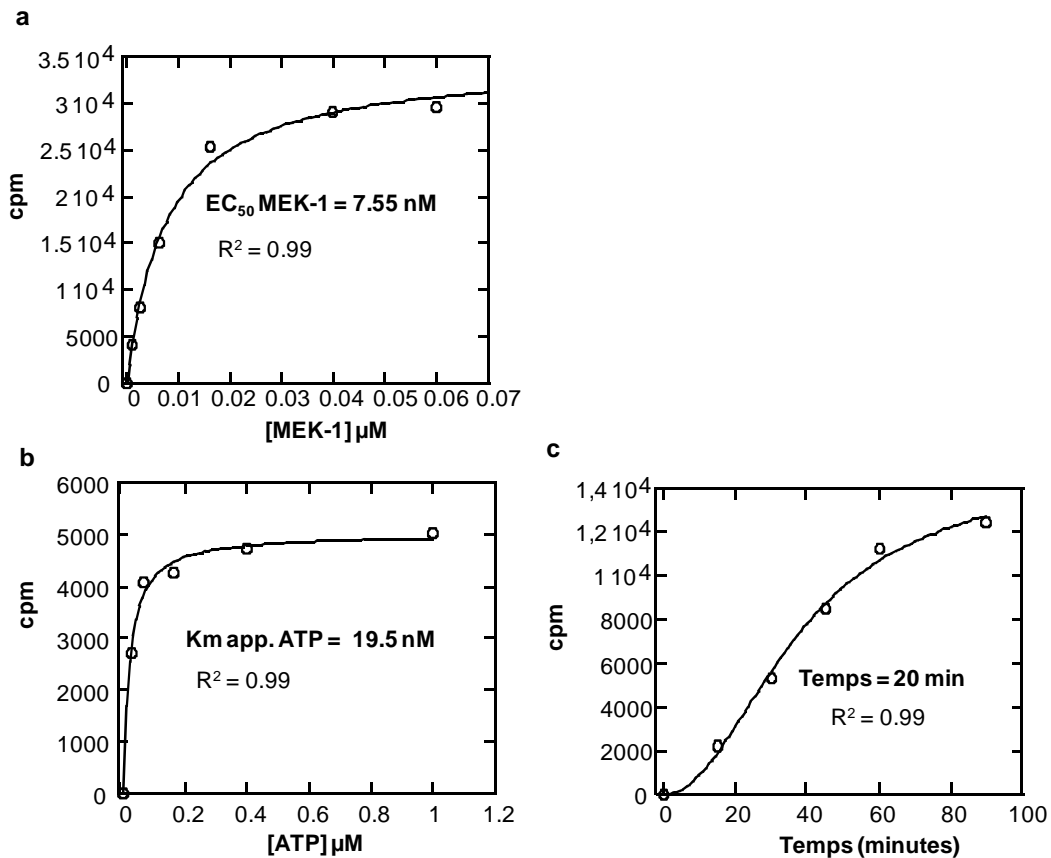 a
3.5 10⁴
3 10⁴
2.5 10⁴
2 10⁴
1.5 10⁴
1 10⁴
5000
0
cpm
EC₅₀ MEK-1 = 7.55 nM
R² = 0.99
0 0.01 0.02 0.03 0.04 0.05 0.06 0.07
[MEK-1] µM
b
6000
5000
4000
3000
2000
1000
0
cpm
Km app. ATP = 19.5 nM
R² = 0.99
0 0.2 0.4 0.6 0.8 1 1.2
[ATP] µM
c
1,4 10⁴
1,2 10⁴
1 10⁴
8000
6000
4000
2000
0
cpm
Temps = 20 min
R² = 0.99
0 20 40 60 80 100
Temps (minutes)